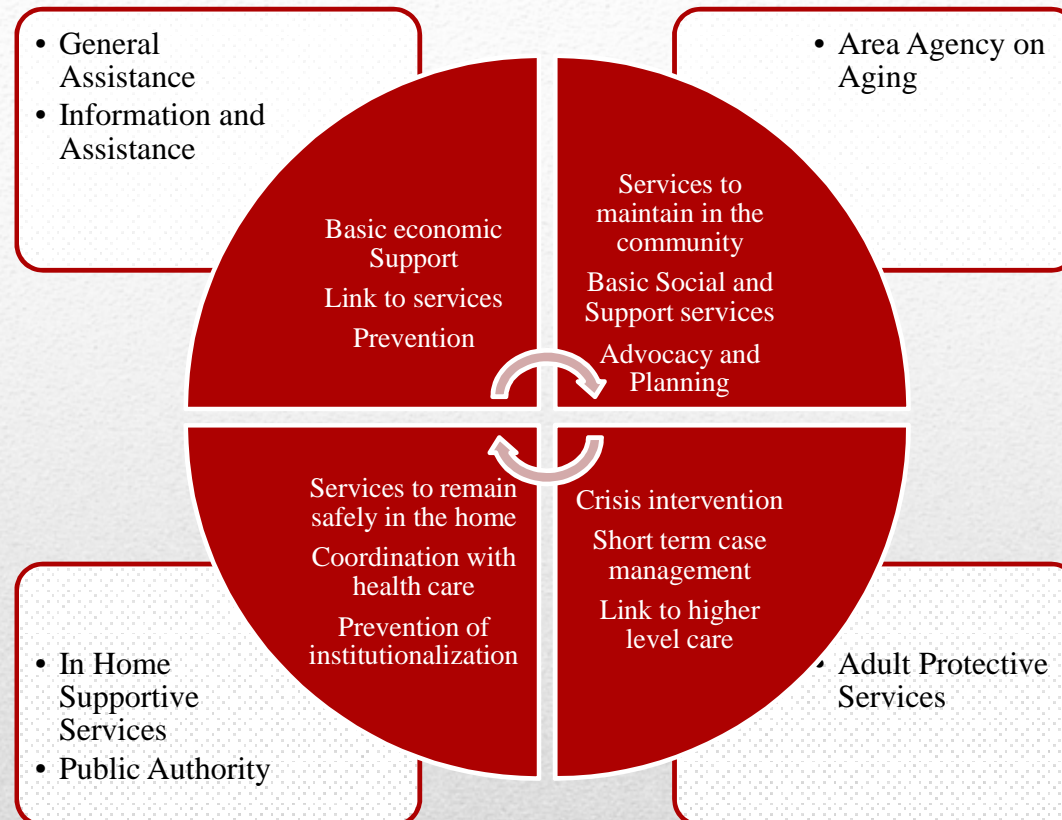 • General
Assistance
• Information and
Assistance
• Area Agency on
Aging
Basic economic
Support
Link to services
Prevention
Services to
maintain in the
community
Basic Social and
Support services
Advocacy and
Planning
Services to remain
safely in the home
Coordination with
health care
Prevention of
institutionalization
Crisis intervention
Short term case
management
Link to higher
level care
• In Home
Supportive
Services
• Public Authority
• Adult Protective
Services